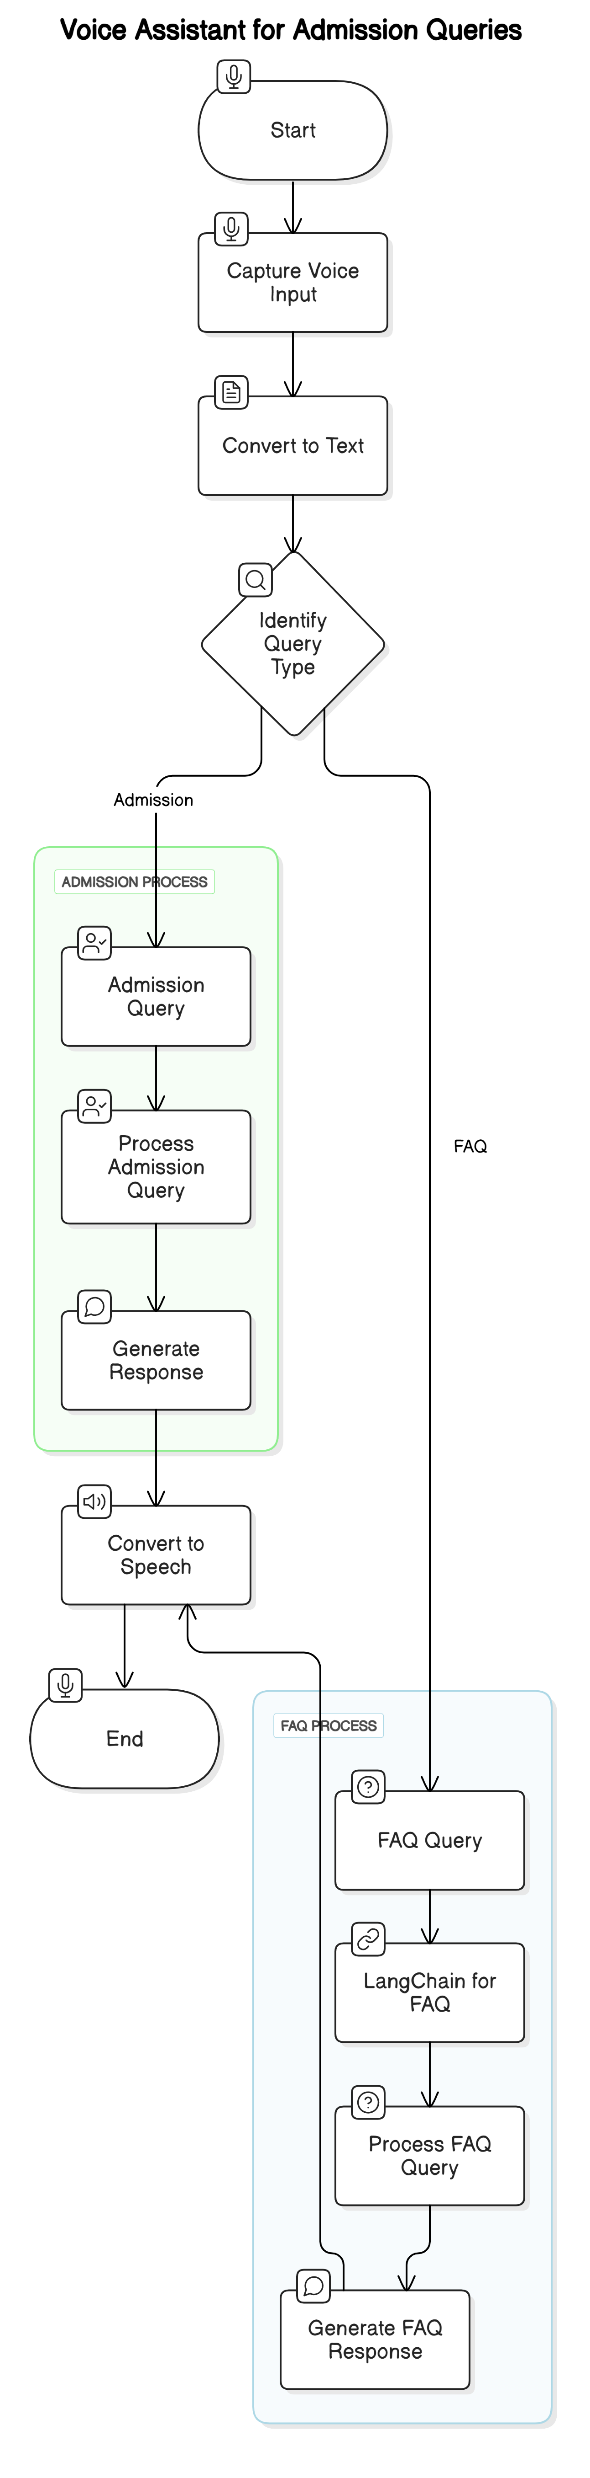 Voice Assistant for Admission Queries
Start
Capture Voice
Input
Convert to Text
Identify
Query
Type
Admission
ADMISSION PROCESS
Admission
Query
Process
Admission
Query
FAQ
Generate
Response
Convert to
Speech
End
FAQ PROCESS
FAQ Query
LangChain for
FAQ
Process FAQ
Query
Generate FAQ
Response